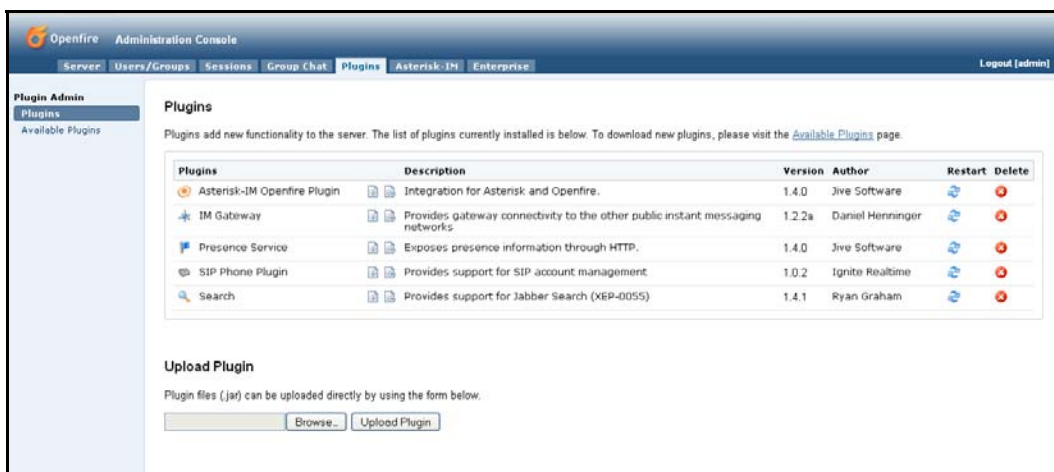 Openfire Administration Console
Server Users/Groups Sessions Group Chat Plugins Asterisk-IM Enterprise
Logout [admin]
Plugin Admin
Plugins
Available Plugins
Plugins
Plugins add new functionality to the server. The list of plugins currently installed is below. To download new plugins, please visit the Available Plugins page.
Plugins Description Version Author Restart Delete
Asterisk-IM Openfire Plugin Integration for Asterisk and Openfire. 1.4.0 Jive Software
IM Gateway Provides gateway connectivity to the other public instant messaging networks 1.2.2a Daniel Henninger
Presence Service Exposes presence information through HTTP. 1.4.0 Jive Software
SIP Phone Plugin Provides support for SIP account management 1.0.2 Ignite Realtime
Search Provides support for Jabber Search (XEP-0055) 1.4.1 Ryan Graham
Upload Plugin
Plugin files (.jar) can be uploaded directly by using the form below.
Browse... Upload Plugin